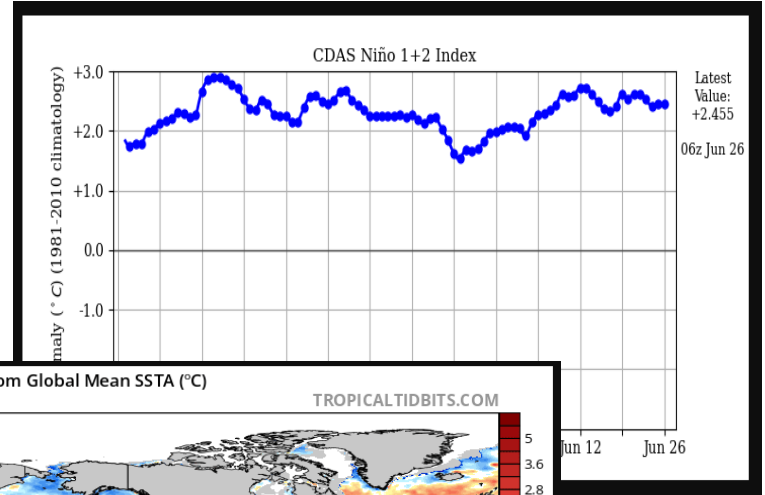 CDAS Niño 1+2 Index
maly (°C) (1981-2010 climatology)
+3.0
+2.0
+1.0
0.0
-1.0
Latest
Value:
+2.455
06z Jun 26
Jun 12
Jun 26
om Global Mean SSTA (°C)
TROPICALTIDBITS.COM
5
3.6
2.8